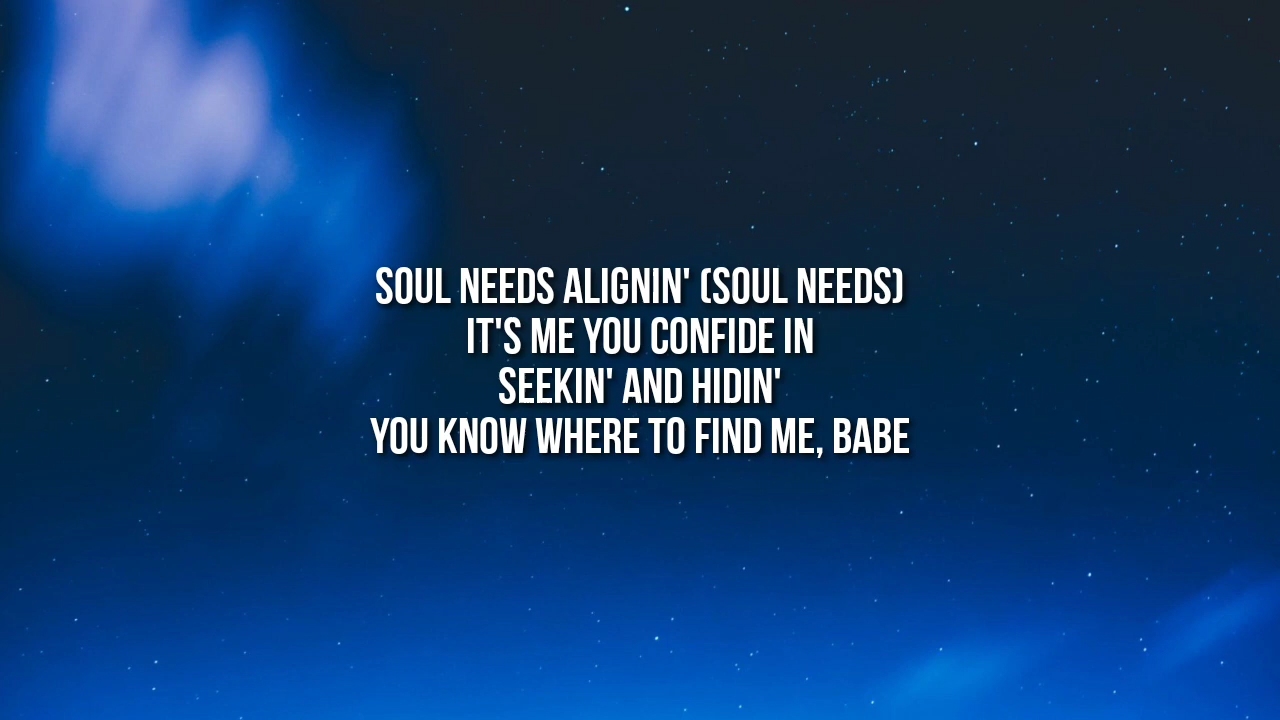 SOUL NEEDS ALIGNIN' (SOUL NEEDS)
IT'S ME YOU CONFIDE IN
SEEKIN' AND HIDIN'
YOU KNOW WHERE TO FIND ME, BABE